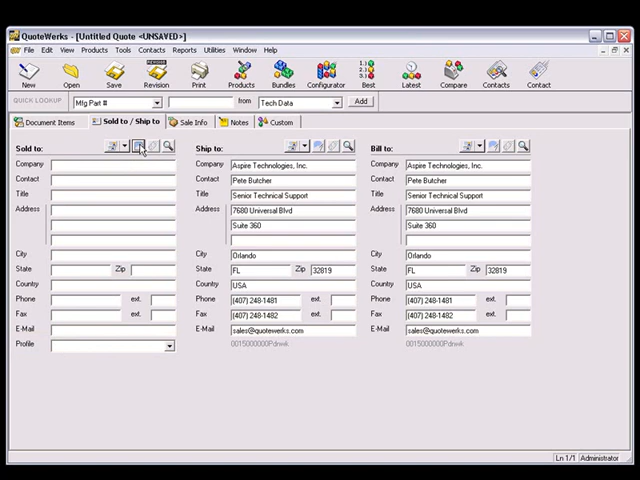 QuoteWerks - [Untitled Quote <UNSAVED>]
File Edit View Products Tools Contacts Reports Utilities Window Help
New Open Save Revision Print Products Bundles Configurator Best Latest Compare Contacts Contact
QUICK LOOKUP Mfg Part # from Tech Data Add
Document Items Sold to / Ship to Sale Info Notes Custom
Sold to: Ship to: Bill to:
Company Company Aspire Technologies, Inc. Company Aspire Technologies, Inc.
Contact Contact Pete Butcher Contact Pete Butcher
Title Title Senior Technical Support Title Senior Technical Support
Address Address 7680 Universal Blvd Address 7680 Universal Blvd
Suite 360 Suite 360
City City Orlando City Orlando
State Zip State FL Zip 32819 State FL Zip 32819
Country Country USA Country USA
Phone ext. Phone (407) 248-1481 ext. Phone (407) 248-1481 ext.
Fax ext. Fax (407) 248-1482 ext. Fax (407) 248-1482 ext.
E-Mail E-Mail sales@quotewerks.com E-Mail sales@quotewerks.com
Profile
Ln 1/1 Administrator